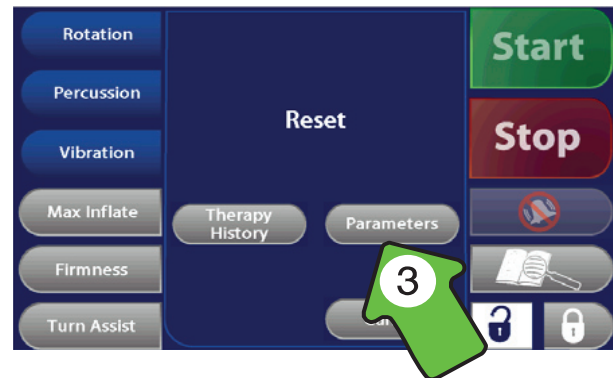 Rotation
Percussion
Vibration
Max Inflate
Firmness
Turn Assist
Reset
Therapy
History
Parameters
3
Start
Stop